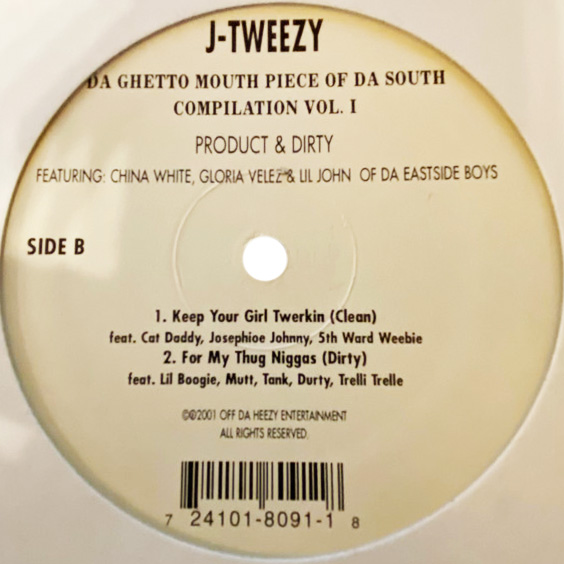 J-TWEEZY
DA GHETTO MOUTH PIECE OF DA SOUTH
COMPILATION VOL. I
PRODUCT & DIRTY
FEATURING: CHINA WHITE, GLORIA VELEZ & LIL JOHN OF DA EASTSIDE BOYS
SIDE B
1. Keep Your Girl Twerkin (Clean)
feat. Cat Daddy, Josephioe Johnny, 5th Ward Weebie
2. For My Thug Niggas (Dirty)
feat. Lil Boogie, Mutt, Tank, Durty, Trelli Trelle
©℗2001 OFF DA HEEZY ENTERTAINMENT
ALL RIGHTS RESERVED.
7 24101-8091-1 8